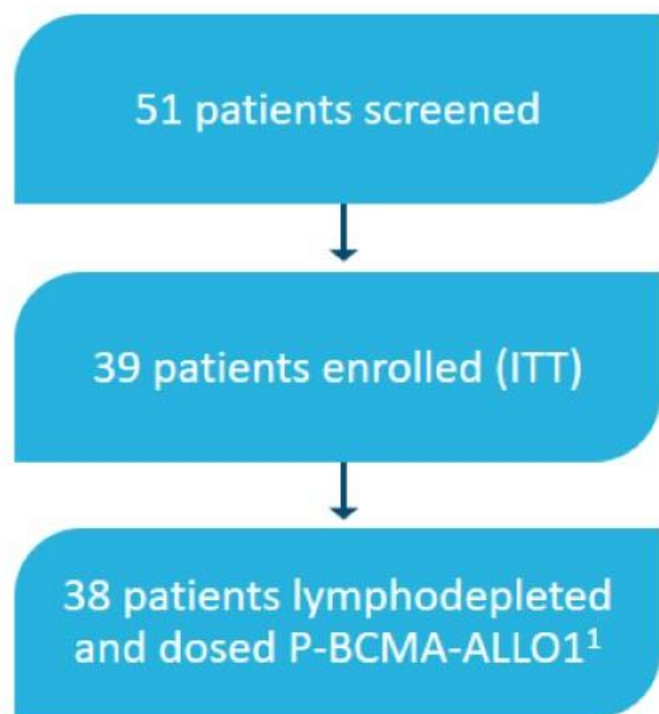 51 patients screened
39 patients enrolled (ITT)
38 patients lymphodepleted
and dosed P-BCMA-ALLO1¹